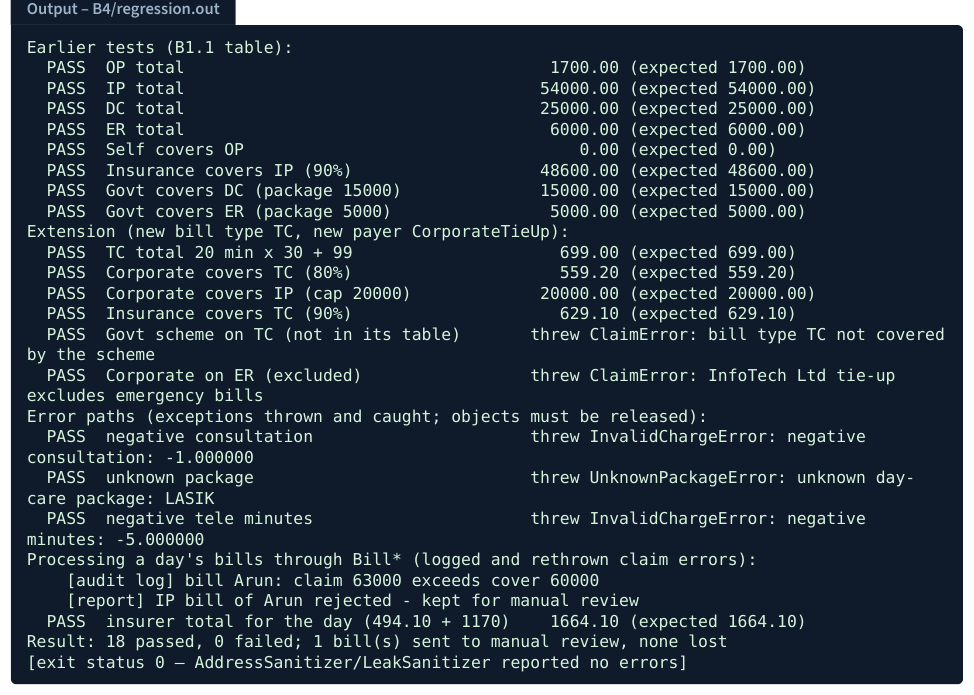 Output – B4/regression.out
Earlier tests (B1.1 table):
PASS OP total 1700.00 (expected 1700.00)
PASS IP total 54000.00 (expected 54000.00)
PASS DC total 25000.00 (expected 25000.00)
PASS ER total 6000.00 (expected 6000.00)
PASS Self covers OP 0.00 (expected 0.00)
PASS Insurance covers IP (90%) 48600.00 (expected 48600.00)
PASS Govt covers DC (package 15000) 15000.00 (expected 15000.00)
PASS Govt covers ER (package 5000) 5000.00 (expected 5000.00)
Extension (new bill type TC, new payer CorporateTieUp):
PASS TC total 20 min x 30 + 99 699.00 (expected 699.00)
PASS Corporate covers TC (80%) 559.20 (expected 559.20)
PASS Corporate covers IP (cap 20000) 20000.00 (expected 20000.00)
PASS Insurance covers TC (90%) 629.10 (expected 629.10)
PASS Govt scheme on TC (not in its table) threw ClaimError: bill type TC not covered
by the scheme
PASS Corporate on ER (excluded) threw ClaimError: InfoTech Ltd tie-up
excludes emergency bills
Error paths (exceptions thrown and caught; objects must be released):
PASS negative consultation threw InvalidChargeError: negative
consultation: -1.000000
PASS unknown package threw UnknownPackageError: unknown day-
care package: LASIK
PASS negative tele minutes threw InvalidChargeError: negative
minutes: -5.000000
Processing a day's bills through Bill* (logged and rethrown claim errors):
[audit log] bill Arun: claim 63000 exceeds cover 60000
[report] IP bill of Arun rejected - kept for manual review
PASS insurer total for the day (494.10 + 1170) 1664.10 (expected 1664.10)
Result: 18 passed, 0 failed; 1 bill(s) sent to manual review, none lost
[exit status 0 — AddressSanitizer/LeakSanitizer reported no errors]